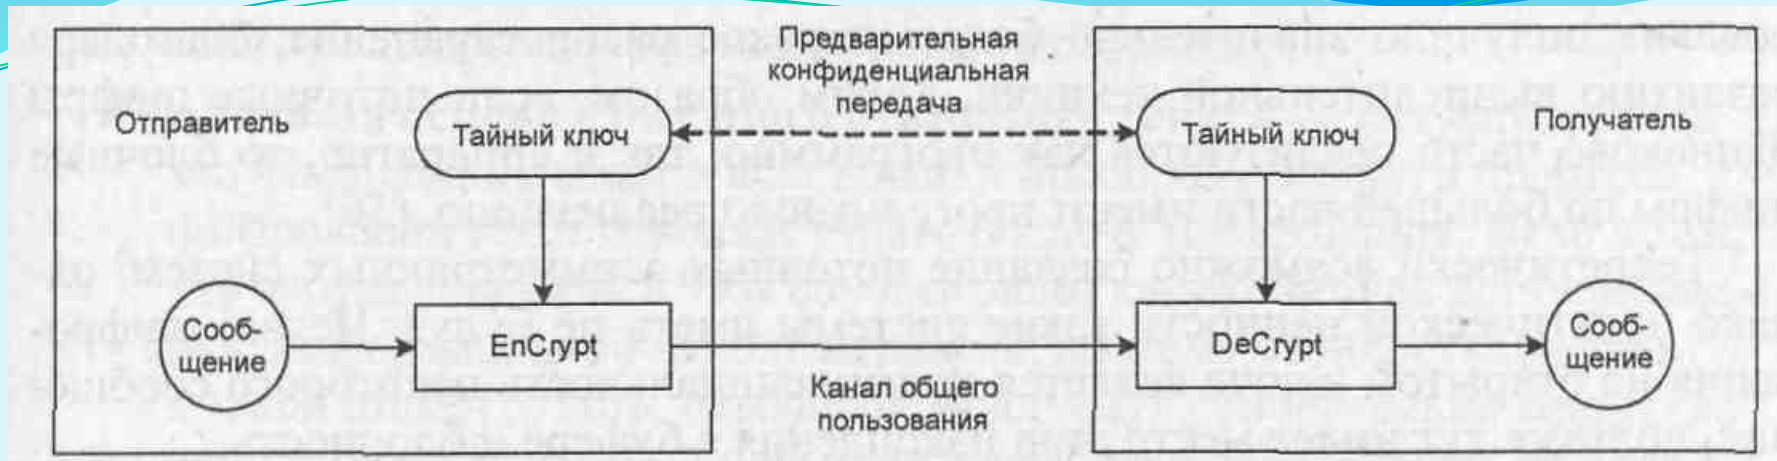 Предварительная
конфиденциальная
передача
Отправитель
Тайный ключ
Тайный ключ
Получатель
Сооб-
щение
EnCrypt
DeCrypt
Сооб-
щение
Канал общего
пользования